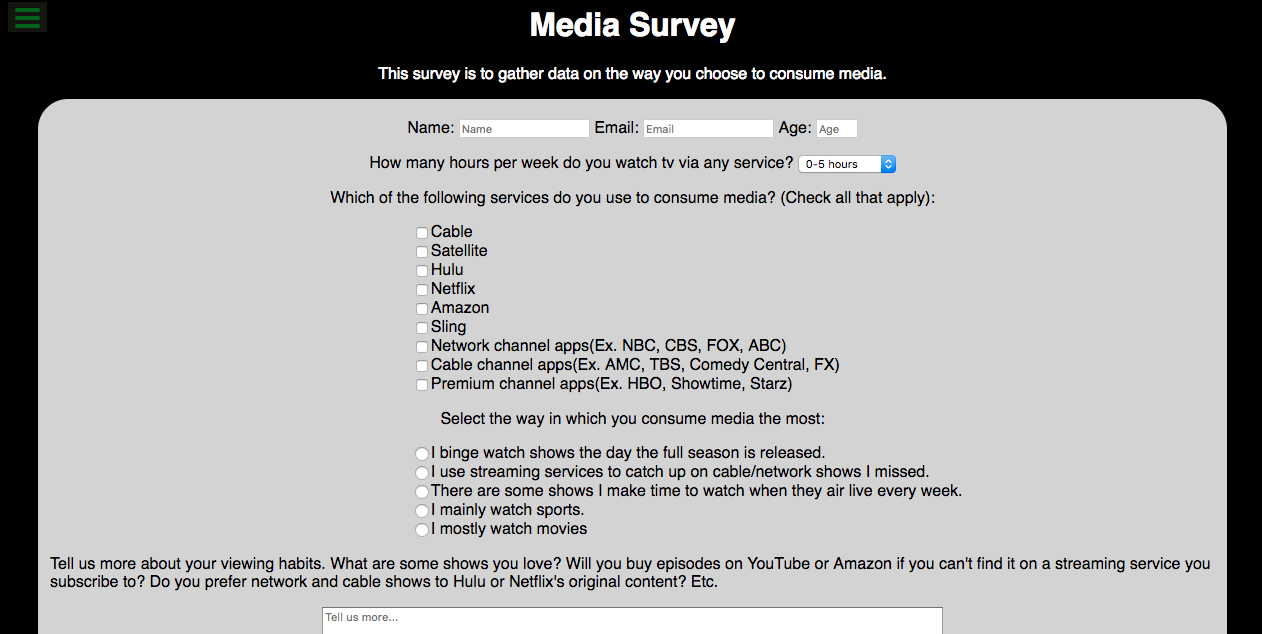 Media Survey
This survey is to gather data on the way you choose to consume media.
Name: Name Email: Email Age: Age
How many hours per week do you watch tv via any service? 0-5 hours
Which of the following services do you use to consume media? (Check all that apply):
Cable
Satellite
Hulu
Netflix
Amazon
Sling
Network channel apps(Ex. NBC, CBS, FOX, ABC)
Cable channel apps(Ex. AMC, TBS, Comedy Central, FX)
Premium channel apps(Ex. HBO, Showtime, Starz)
Select the way in which you consume media the most:
I binge watch shows the day the full season is released.
I use streaming services to catch up on cable/network shows I missed.
There are some shows I make time to watch when they air live every week.
I mainly watch sports.
I mostly watch movies
Tell us more about your viewing habits. What are some shows you love? Will you buy episodes on YouTube or Amazon if you can't find it on a streaming service you
subscribe to? Do you prefer network and cable shows to Hulu or Netflix's original content? Etc.
Tell us more...